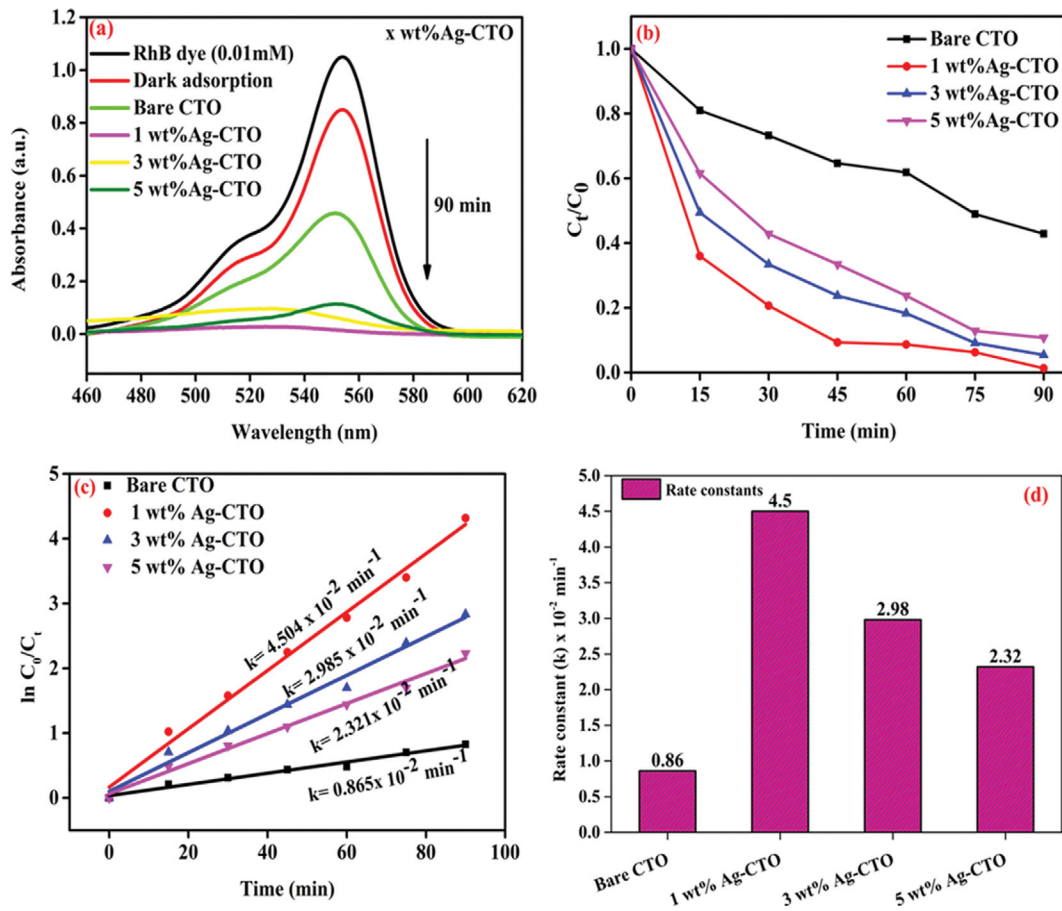 (a)
x wt%Ag-CTO
RhB dye (0.01mM)
Dark adsorption
Bare CTO
1 wt%Ag-CTO
3 wt%Ag-CTO
5 wt%Ag-CTO
90 min
Absorbance (a.u.)
1.2
1.0
0.8
0.6
0.4
0.2
0.0
460 480 500 520 540 560 580 600 620
Wavelength (nm)
(b)
Bare CTO
1 wt%Ag-CTO
3 wt%Ag-CTO
5 wt%Ag-CTO
Ct/C0
1.0
0.8
0.6
0.4
0.2
0.0
0 15 30 45 60 75 90
Time (min)
(c)
Bare CTO
1 wt% Ag-CTO
3 wt% Ag-CTO
5 wt% Ag-CTO
k= 4.504 x 10-2 min-1
k= 2.985 x 10-2 min-1
k= 2.321x 10-2 min-1
k= 0.865x 10-2 min-1
ln C0/Ct
5
4
3
2
1
0
0 20 40 60 80 100
Time (min)
(d)
Rate constants
Rate constant (k) x 10-2 min-1
5.0
4.5
4.0
3.5
3.0
2.5
2.0
1.5
1.0
0.5
0.0
0.86
4.5
2.98
2.32
Bare CTO
1 wt% Ag-CTO
3 wt% Ag-CTO
5 wt% Ag-CTO